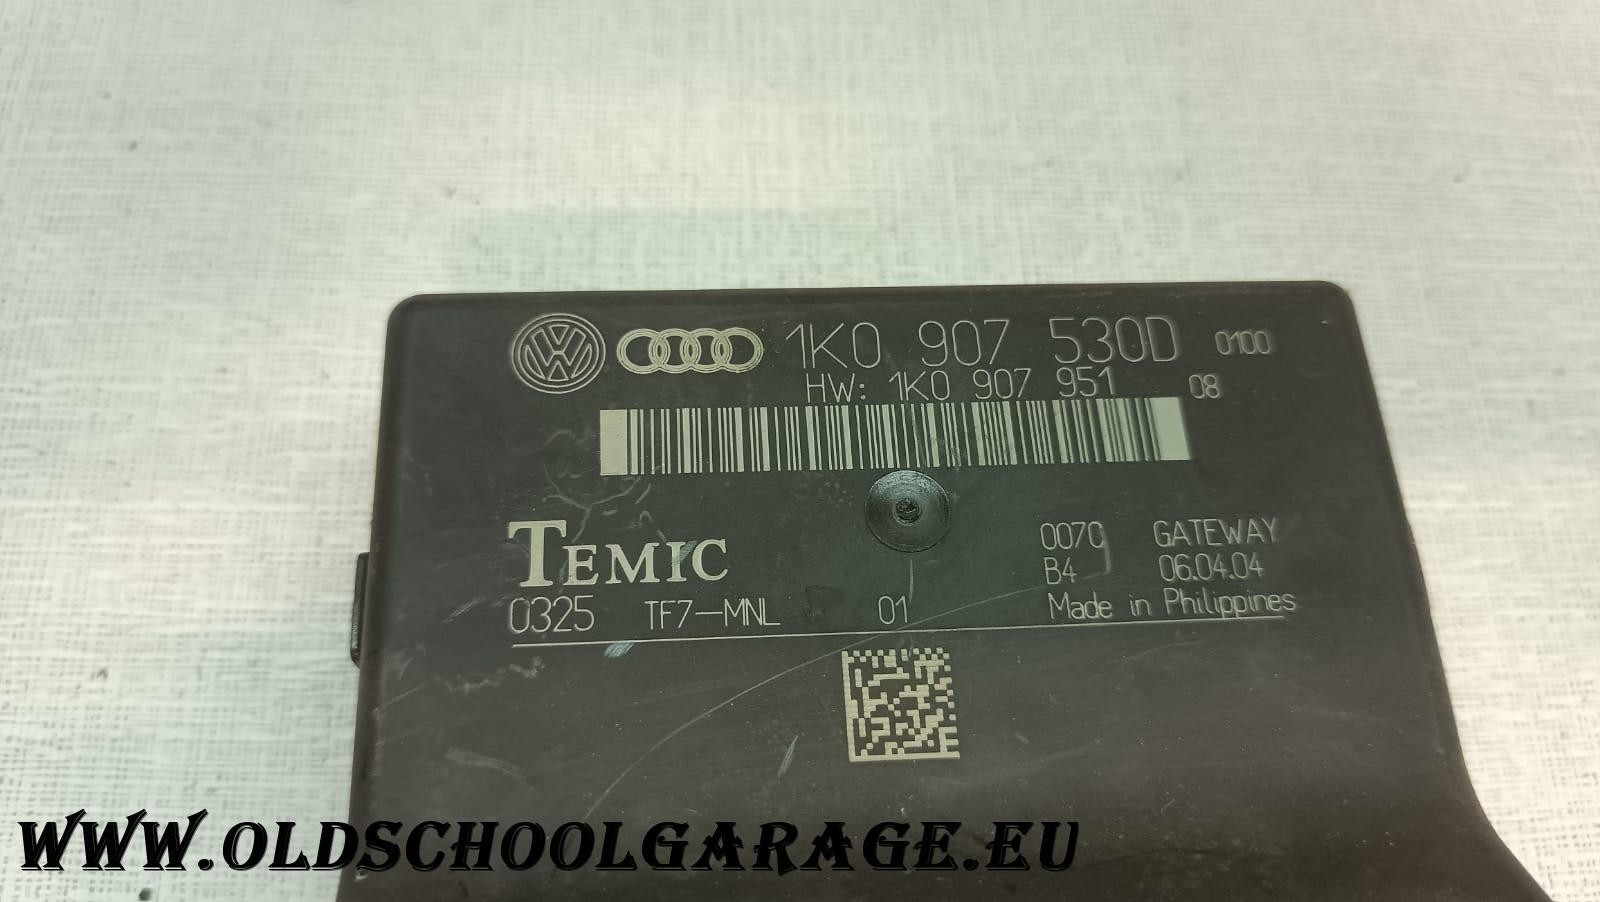 1K0 907 530D 0100
HW: 1K0 907 951 08
TEMIC
0070 GATEWAY
B4 06.04.04
0325 TF7-MNL 01 Made in Philippines
WWW.OLDSCHOOLGARAGE.EU